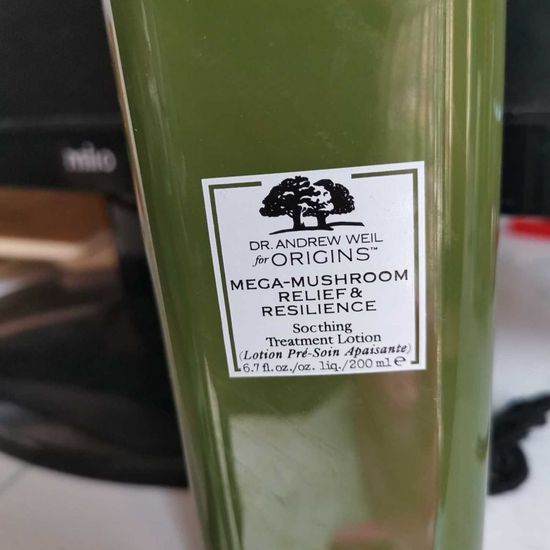 miio
DR. ANDREW WEIL
for ORIGINS™
MEGA-MUSHROOM
RELIEF &
RESILIENCE
Soothing
Treatment Lotion
(Lotion Pré-Soin Apaisante)
6.7 fl.oz./oz. liq./200 ml ℮